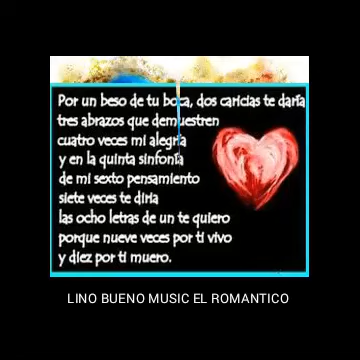 Por un beso de tu boca, dos caricias te daría
tres abrazos que demuestren
cuatro veces mi alegría
y en la quinta sinfonía
de mi sexto pensamiento
siete veces te diria
las ocho letras de un te quiero
porque nueve veces por ti vivo
y diez por ti muero.
LINO BUENO MUSIC EL ROMANTICO